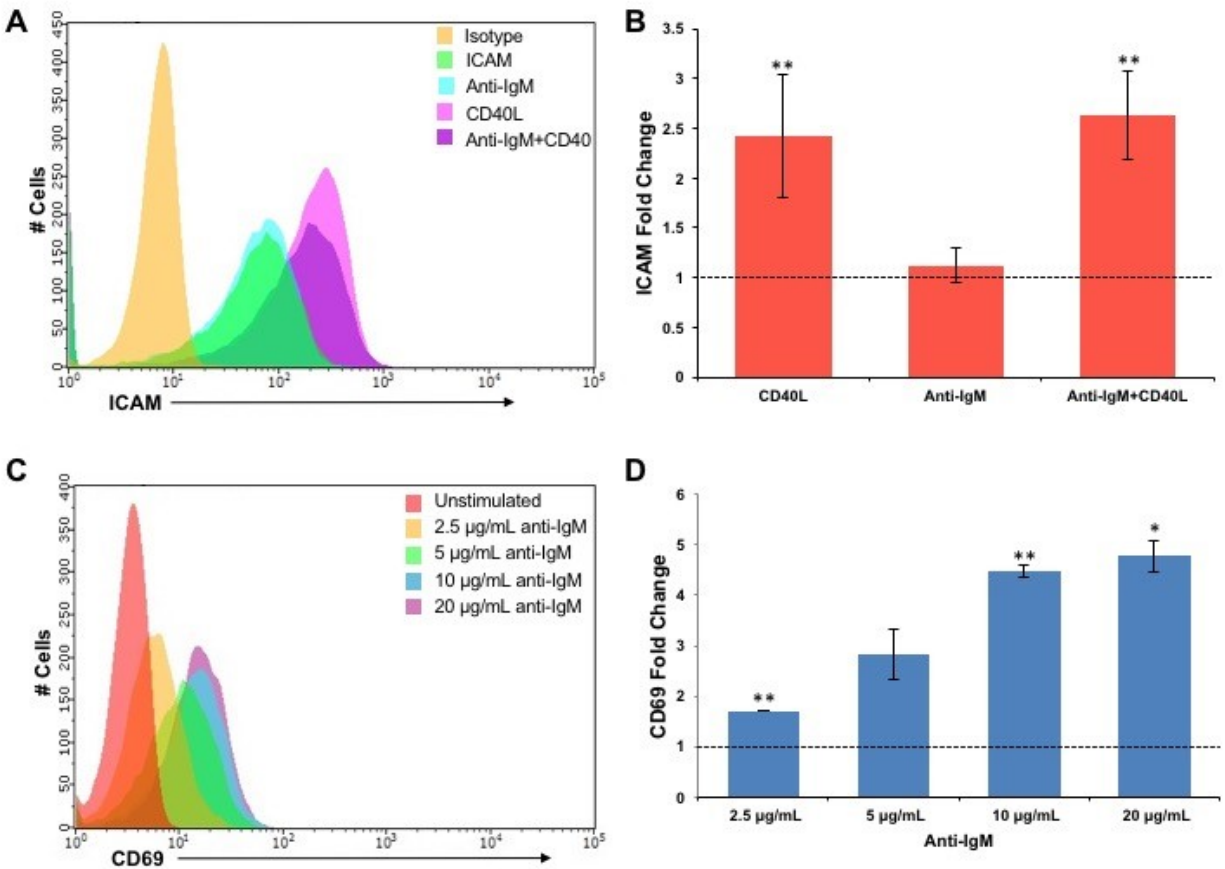 A
450
400
350
300
250
200
150
100
50
0
# Cells
10⁰ 10¹ 10² 10³ 10⁴ 10⁵
ICAM
Isotype
ICAM
Anti-IgM
CD40L
Anti-IgM+CD40
B
3.5
3
2.5
2
1.5
1
0.5
0
ICAM Fold Change
**
**
CD40L Anti-IgM Anti-IgM+CD40L
C
400
350
300
250
200
150
100
50
0
# Cells
10⁰ 10¹ 10² 10³ 10⁴ 10⁵
CD69
Unstimulated
2.5 µg/mL anti-IgM
5 µg/mL anti-IgM
10 µg/mL anti-IgM
20 µg/mL anti-IgM
D
6
5
4
3
2
1
0
CD69 Fold Change
**
**
*
2.5 µg/mL 5 µg/mL 10 µg/mL 20 µg/mL
Anti-IgM